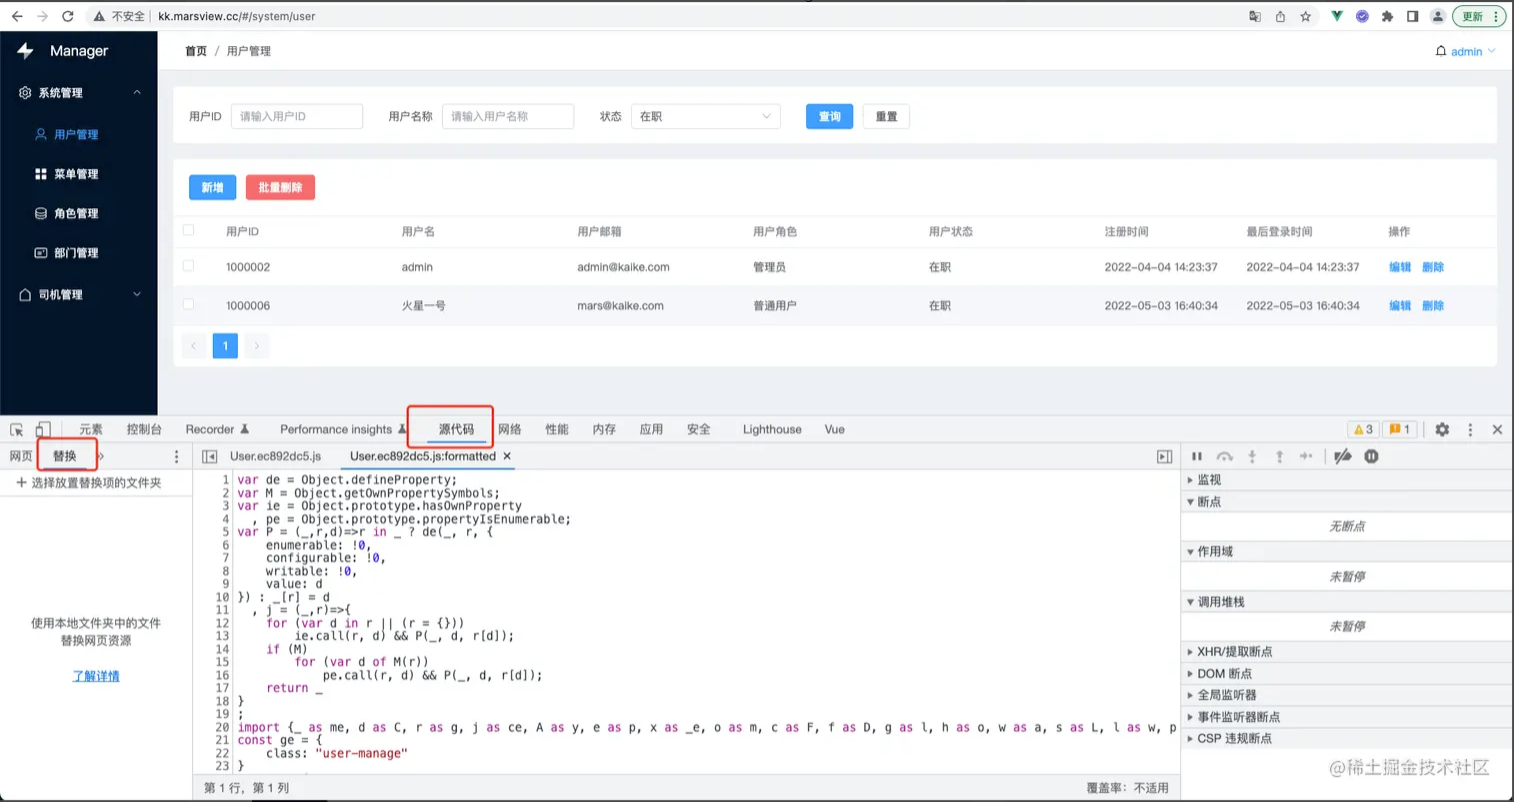 不安全 kk.marsview.cc/#/system/user 更新
Manager 首页 / 用户管理 admin
系统管理
用户管理
菜单管理
角色管理
部门管理
司机管理
用户ID 请输入用户ID 用户名称 请输入用户名称 状态 在职 查询 重置
新增 批量删除
用户ID 用户名 用户邮箱 用户角色 用户状态 注册时间 最后登录时间 操作
1000002 admin admin@kaike.com 管理员 在职 2022-04-04 14:23:37 2022-04-04 14:23:37 编辑 删除
1000006 火星一号 mars@kaike.com 普通用户 在职 2022-05-03 16:40:34 2022-05-03 16:40:34 编辑 删除
1
元素 控制台 Recorder Performance insights 源代码 网络 性能 内存 应用 安全 Lighthouse Vue 3 1
网页 替换 User.ec892dc5.js User.ec892dc5.js:formatted
选择放置替换项的文件夹
使用本地文件夹中的文件
替换网页资源
了解详情
1 var de = Object.defineProperty;
2 var M = Object.getOwnPropertySymbols;
3 var ie = Object.prototype.hasOwnProperty
4 , pe = Object.prototype.propertyIsEnumerable;
5 var P = (_,r,d)=>r in _ ? de(_, r, {
6 enumerable: !0,
7 configurable: !0,
8 writable: !0,
9 value: d
10 }) : _[r] = d
11 , j = (_,r)=>{
12 for (var d in r || (r = {}))
13 ie.call(r, d) && P(_, d, r[d]);
14 if (M)
15 for (var d of M(r))
16 pe.call(r, d) && P(_, d, r[d]);
17 return _
18 }
19 ;
20 import {_ as me, d as C, r as g, j as ce, A as y, e as p, x as _e, o as m, c as F, f as D, g as l, h as o, w as a, s as L, l as w, p
21 const ge = {
22 class: "user-manage"
23 }
第 1 行，第 1 列 覆盖率：不适用
监视
断点
无断点
作用域
未暂停
调用堆栈
未暂停
XHR/提取断点
DOM 断点
全局监听器
事件监听器断点
CSP 违规断点
@稀土掘金技术社区